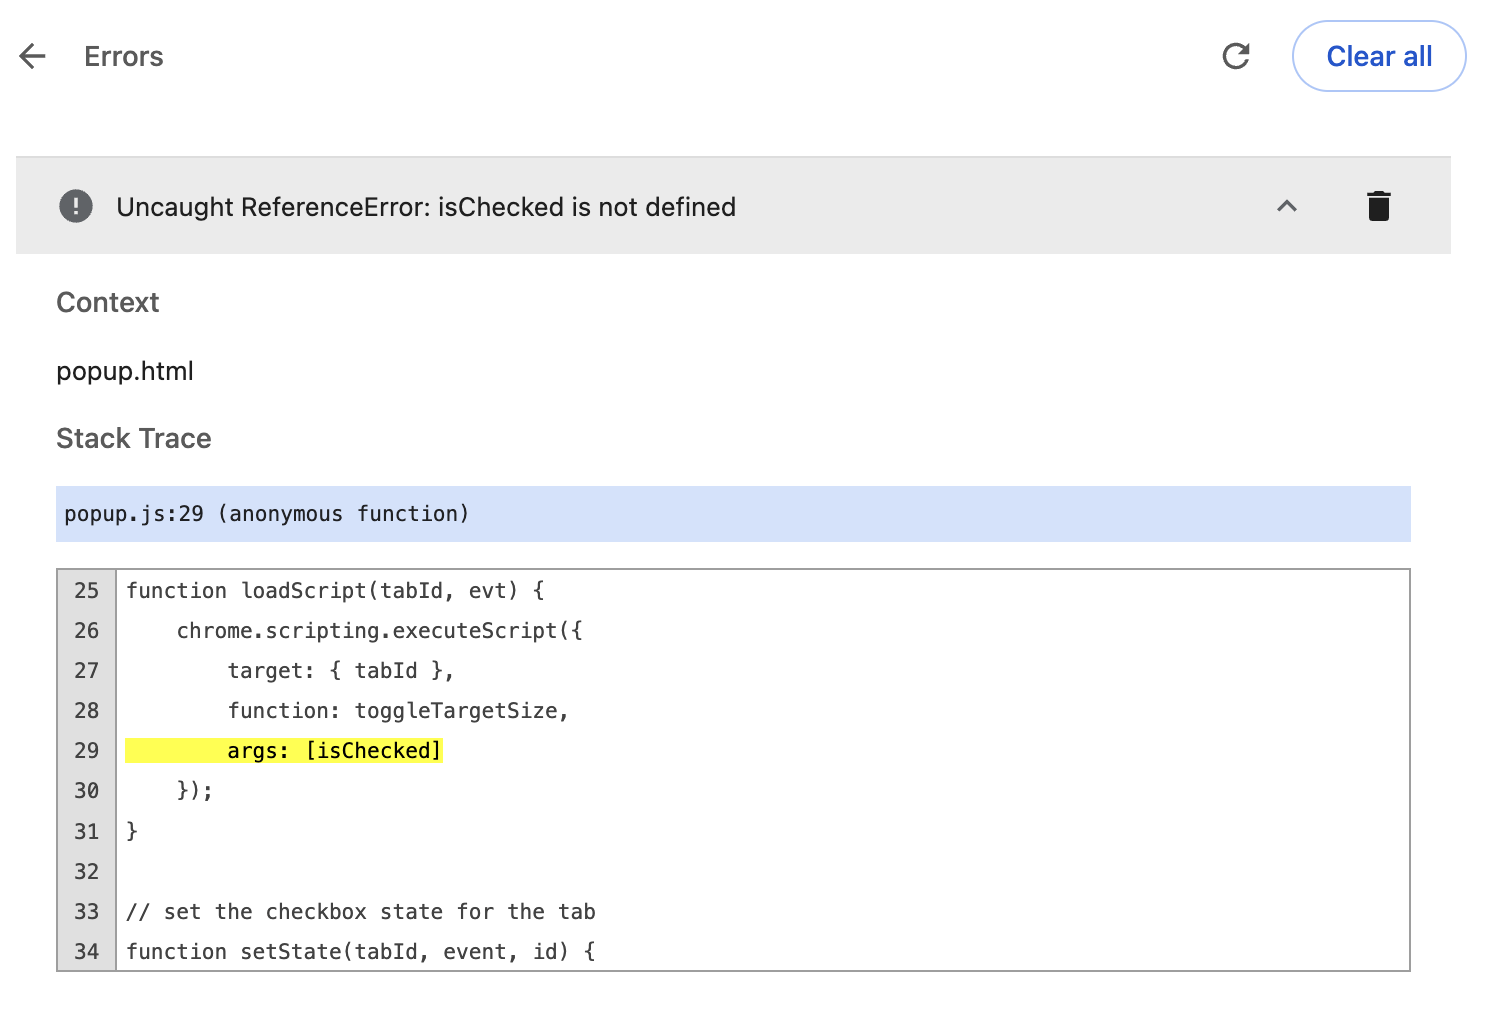 Errors
Clear all
Uncaught ReferenceError: isChecked is not defined
Context
popup.html
Stack Trace
popup.js:29 (anonymous function)
25 function loadScript(tabId, evt) {
26     chrome.scripting.executeScript({
27         target: { tabId },
28         function: toggleTargetSize,
29         args: [isChecked]
30     });
31 }
32
33 // set the checkbox state for the tab
34 function setState(tabId, event, id) {